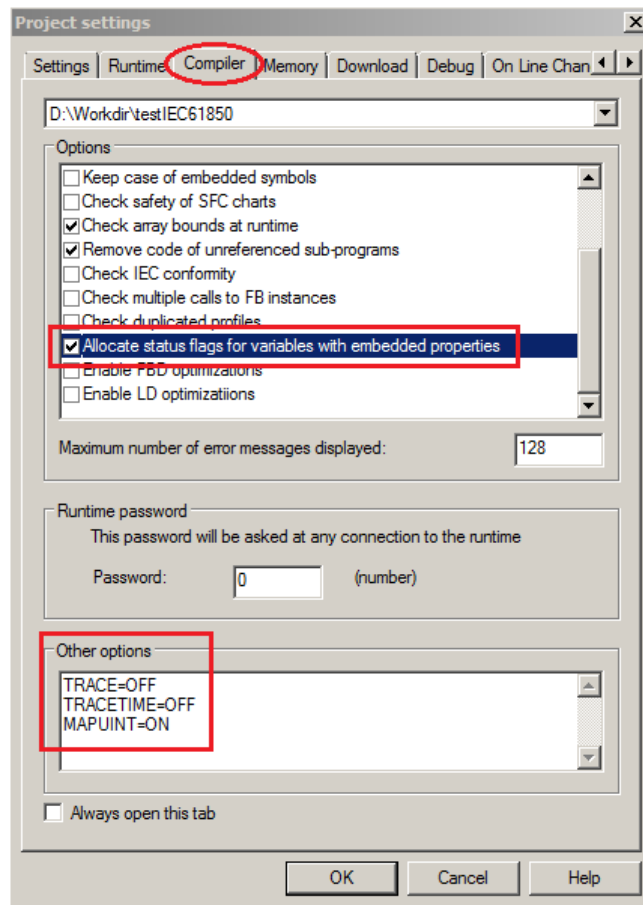 Project settings
Settings Runtime Compiler Memory Download Debug On Line Chan
D:\Workdir\testIEC61850
Options
Keep case of embedded symbols
Check safety of SFC charts
Check array bounds at runtime
Remove code of unreferenced sub-programs
Check IEC conformity
Check multiple calls to FB instances
Check duplicated profiles
Allocate status flags for variables with embedded properties
Enable FBD optimizations
Enable LD optimizatiions
Maximum number of error messages displayed: 128
Runtime password
This password will be asked at any connection to the runtime
Password: 0 (number)
Other options
TRACE=OFF
TRACETIME=OFF
MAPUINT=ON
Always open this tab
OK Cancel Help